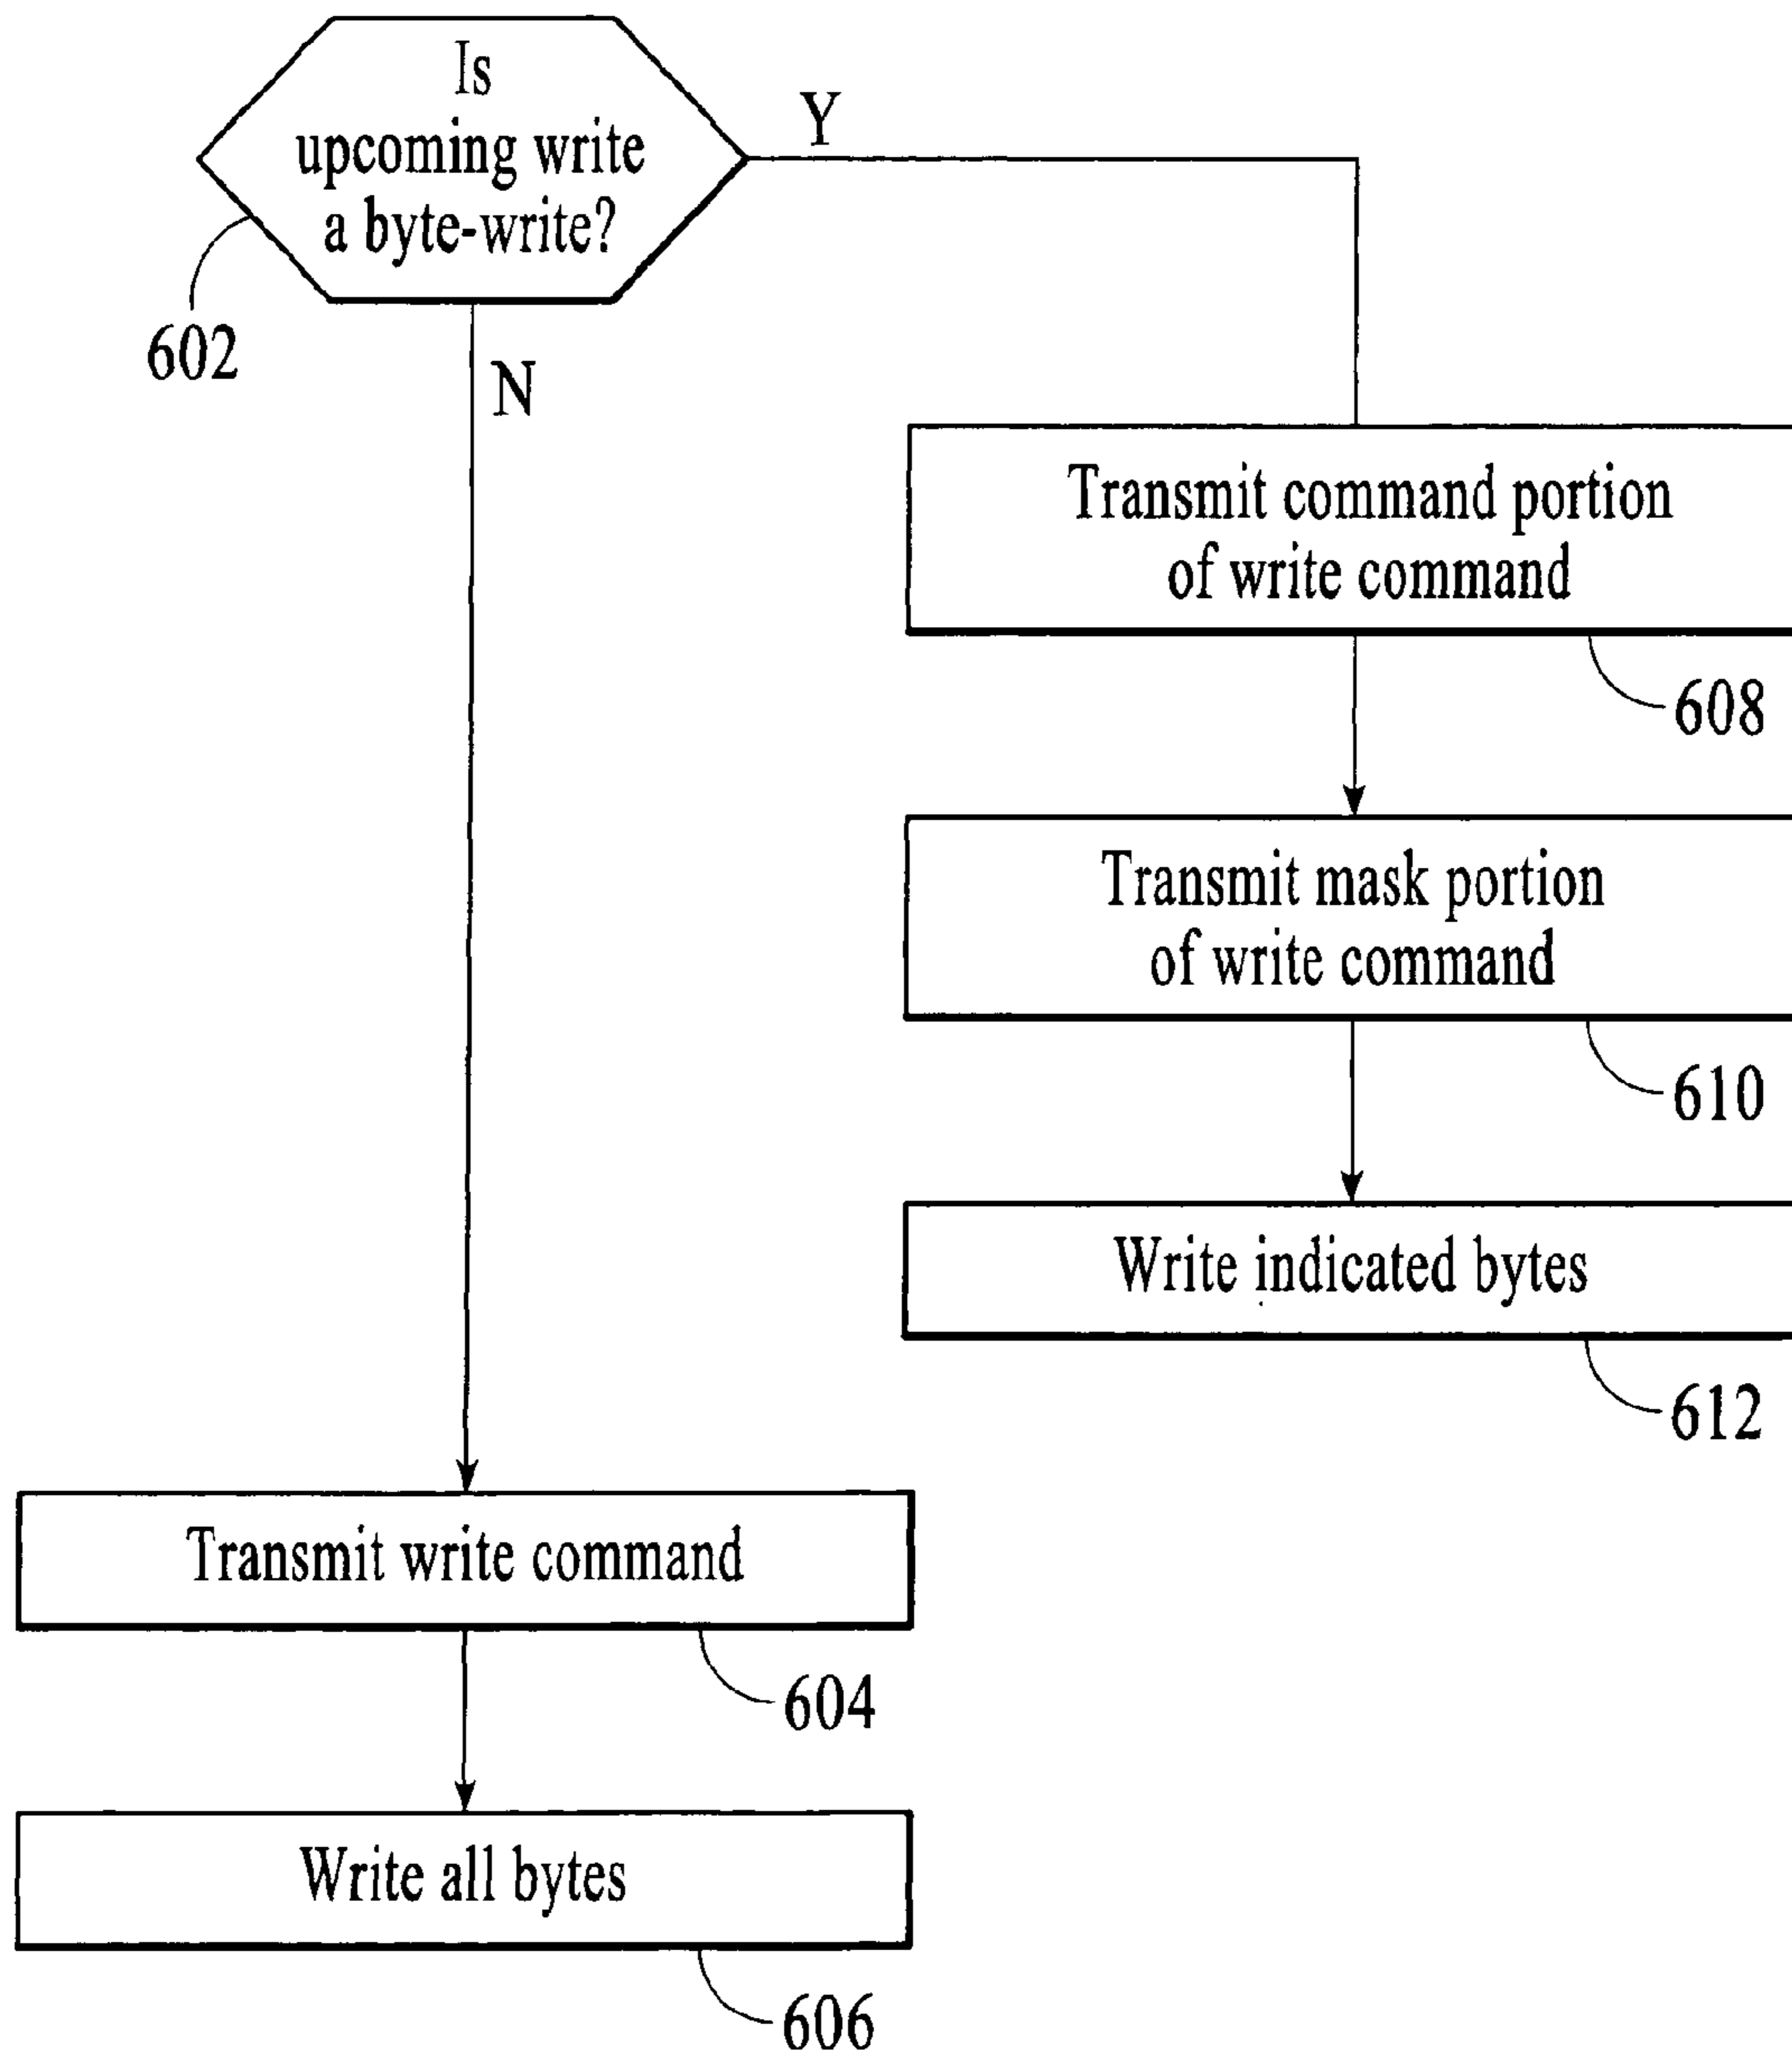 Is
upcoming write
a byte-write?
Y
602
N
Transmit command portion
of write command
608
Transmit mask portion
of write command
610
Write indicated bytes
612
Transmit write command
604
Write all bytes
606